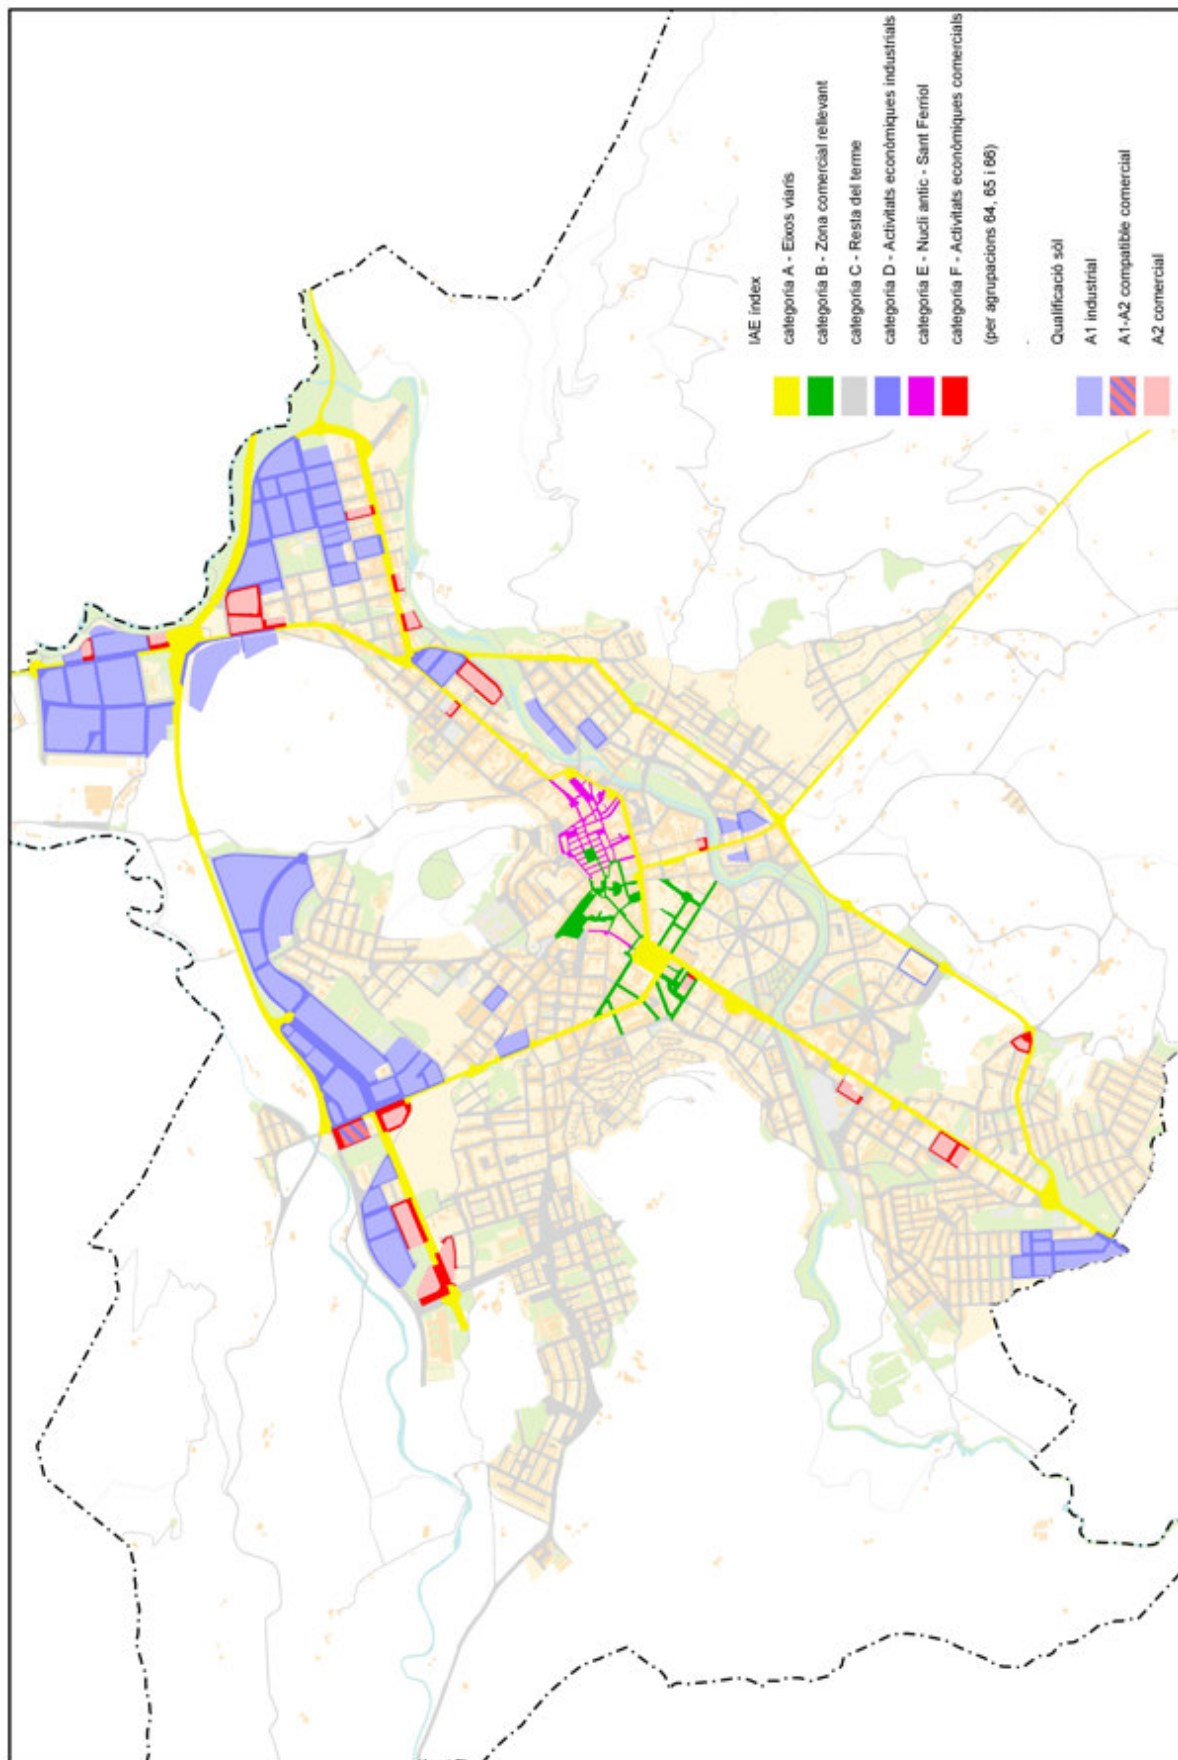 IAE index
categoria A - Eixos viaris
categoria B - Zona comercial rellevant
categoria C - Resta del terme
categoria D - Activitats econòmiques industrials
categoria E - Nucli antic - Sant Ferriol
categoria F - Activitats econòmiques comercials
(per agrupacions 64, 65 i 66)
Qualificació sòl
A1 industrial
A1-A2 compatible comercial
A2 comercial